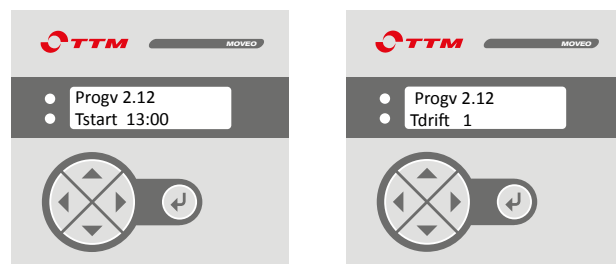 TTM
MOVEO
Progv 2.12
Tstart 13:00
TTM
MOVEO
Progv 2.12
Tdrift 1